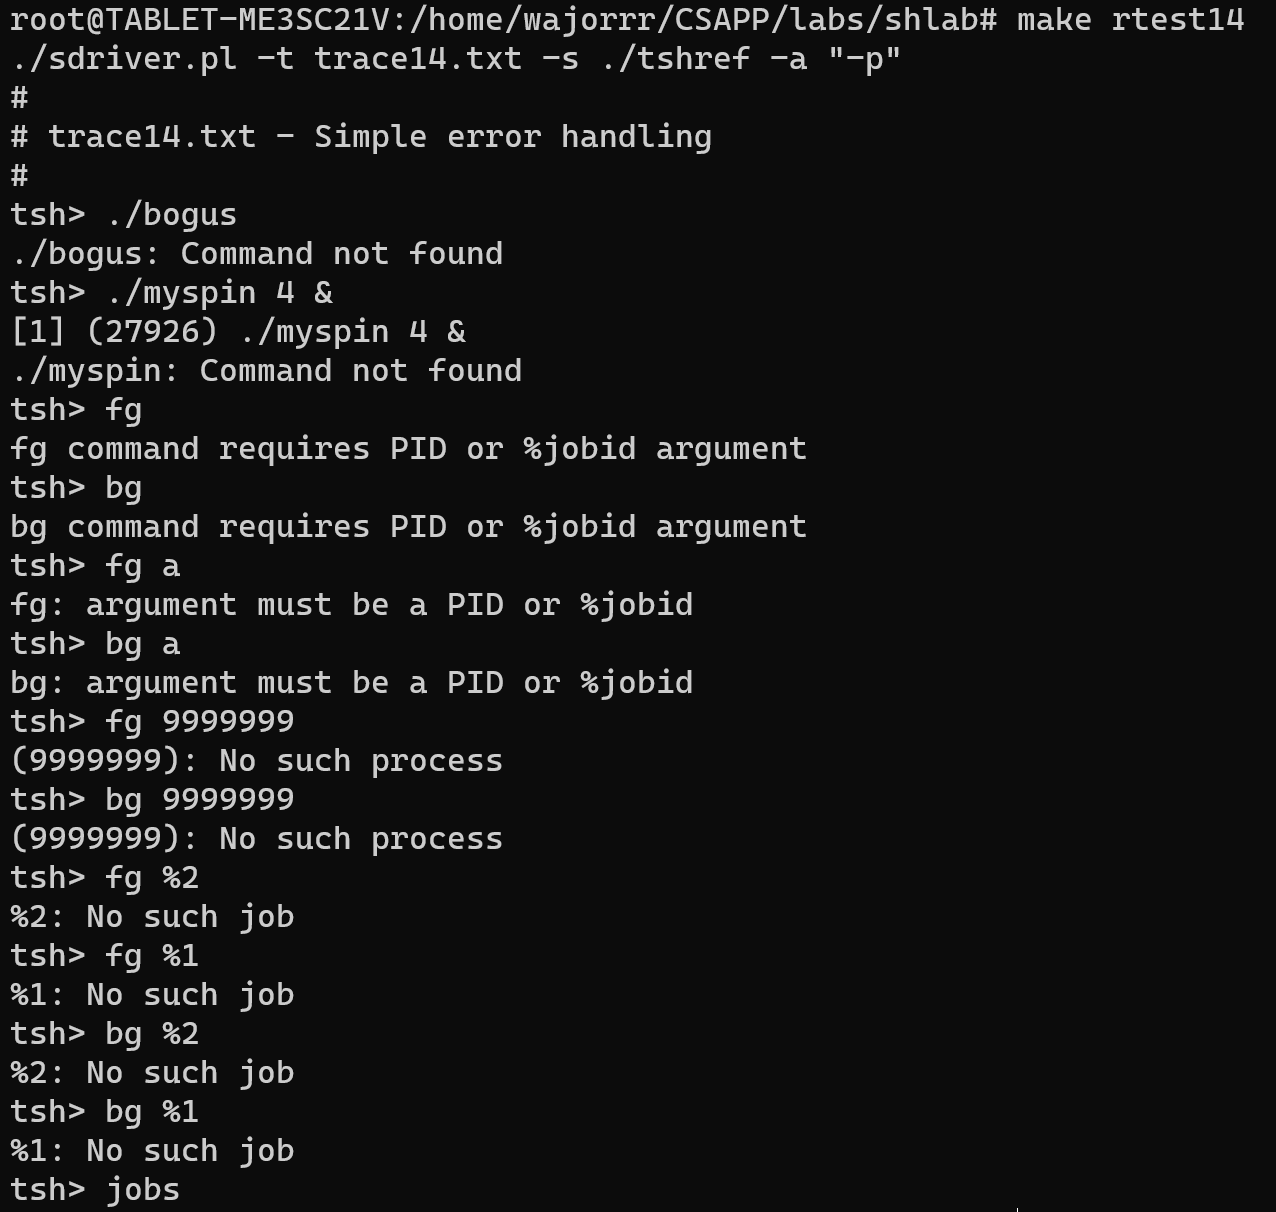 root@TABLET-ME3SC21V:/home/wajorrr/CSAPP/labs/shlab# make rtest14
./sdriver.pl -t trace14.txt -s ./tshref -a "-p"
#
# trace14.txt - Simple error handling
#
tsh> ./bogus
./bogus: Command not found
tsh> ./myspin 4 &
[1] (27926) ./myspin 4 &
./myspin: Command not found
tsh> fg
fg command requires PID or %jobid argument
tsh> bg
bg command requires PID or %jobid argument
tsh> fg a
fg: argument must be a PID or %jobid
tsh> bg a
bg: argument must be a PID or %jobid
tsh> fg 9999999
(9999999): No such process
tsh> bg 9999999
(9999999): No such process
tsh> fg %2
%2: No such job
tsh> fg %1
%1: No such job
tsh> bg %2
%2: No such job
tsh> bg %1
%1: No such job
tsh> jobs